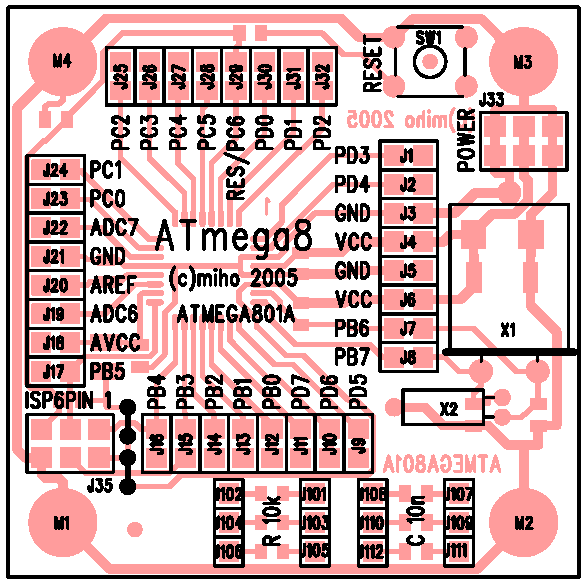 M4
J25 J26 J27 J28 J29 J30 J31 J32
PC2 PC3 PC4 PC5 RES/PC6 PD0 PD1 PD2
RESET
SW1
M3
J33
POWER
(c)miho 2005
1
J24 PC1
J23 PC0
J22 ADC7
J21 GND
J20 AREF
J19 ADC6
J18 AVCC
J17 PB5
ATmega8
(c)miho 2005
ATMEGA801A
PD3 J1
PD4 J2
GND J3
VCC J4
GND J5
VCC J6
PB6 J7
PB7 J8
X1
X2
ISP6PIN 1
J35
PB4 PB3 PB2 PB1 PB0 PD7 PD6 PD5
J16 J15 J14 J13 J12 J11 J10 J9
ATMEGA801A
M1
J102 J101
J104 J103
J106 J105
R 10k
J108 J107
J110 J109
J112 J111
C 10n
M2